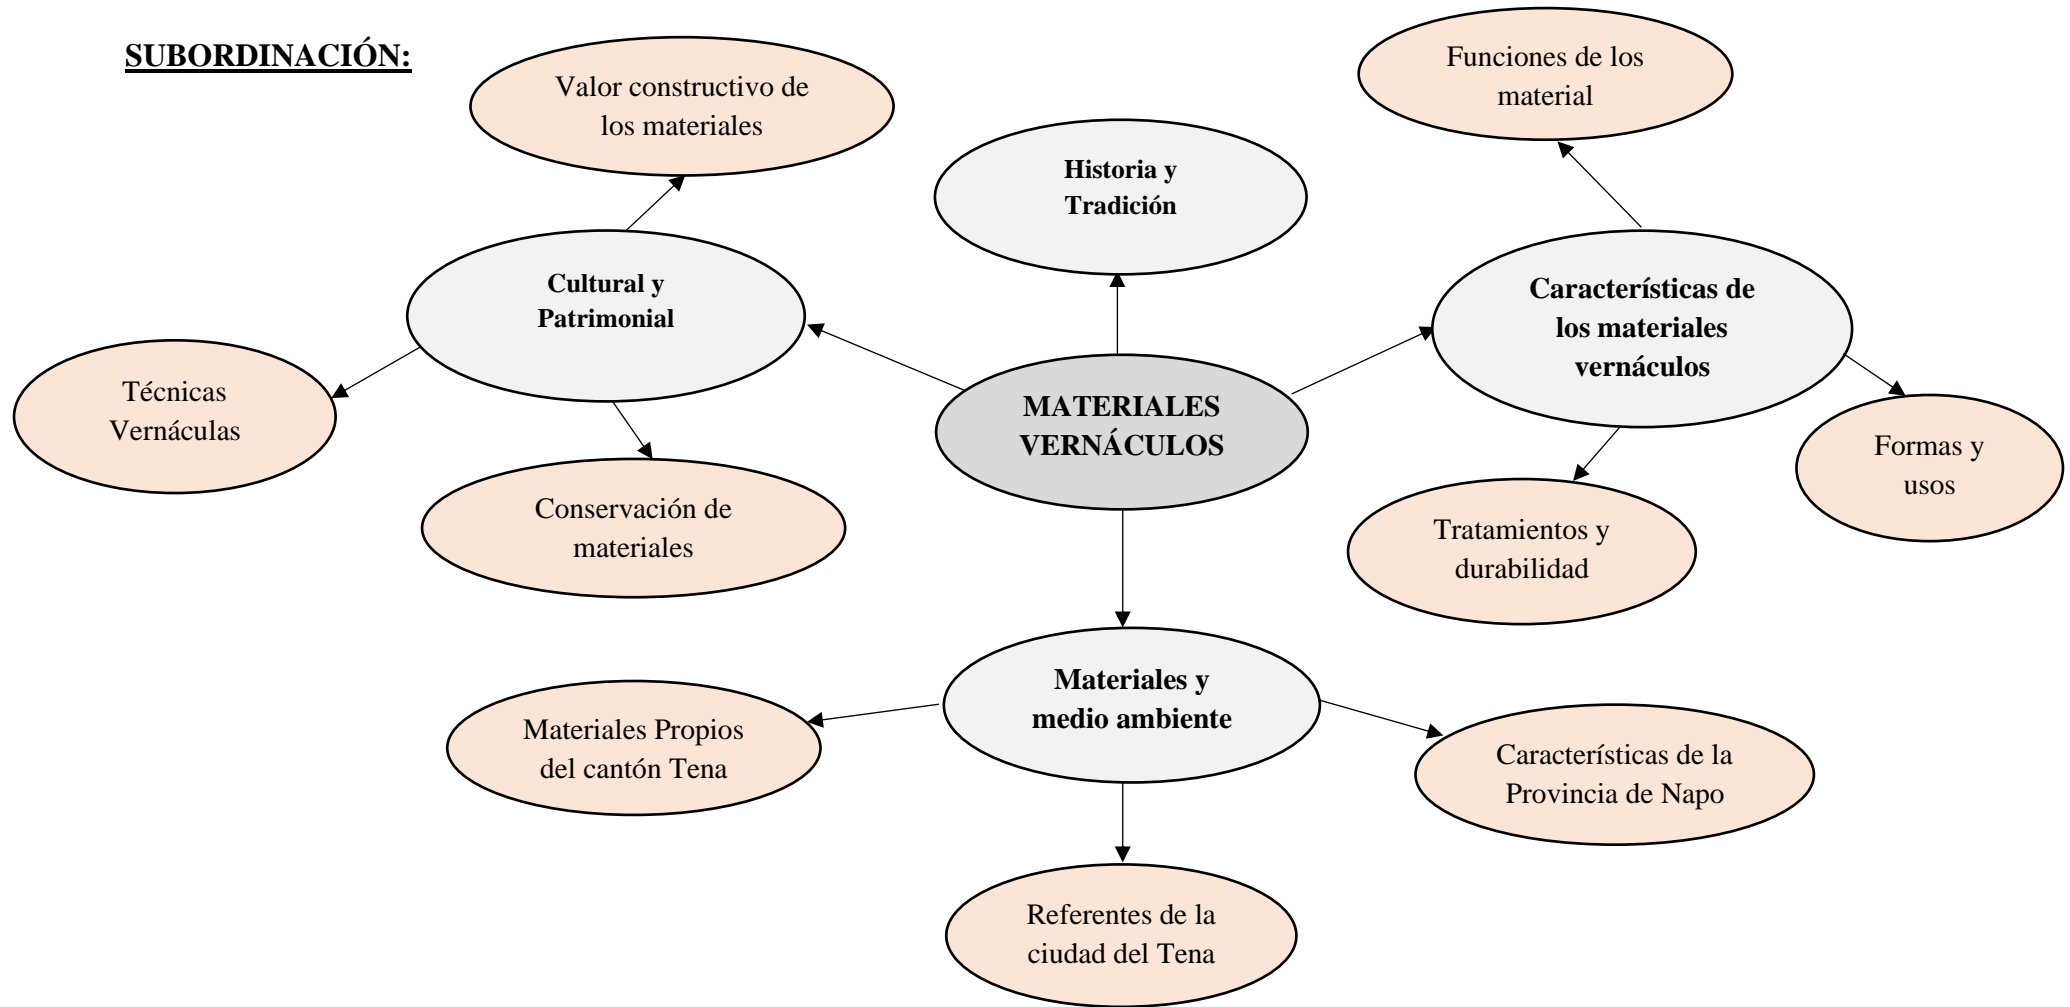 SUBORDINACIÓN:
Valor constructivo de
los materiales
Funciones de los
material
Historia y
Tradición
Cultural y
Patrimonial
Características de
los materiales
vernáculos
Técnicas
Vernáculas
MATERIALES
VERNÁCULOS
Formas y
usos
Conservación de
materiales
Tratamientos y
durabilidad
Materiales y
medio ambiente
Materiales Propios
del cantón Tena
Características de la
Provincia de Napo
Referentes de la
ciudad del Tena